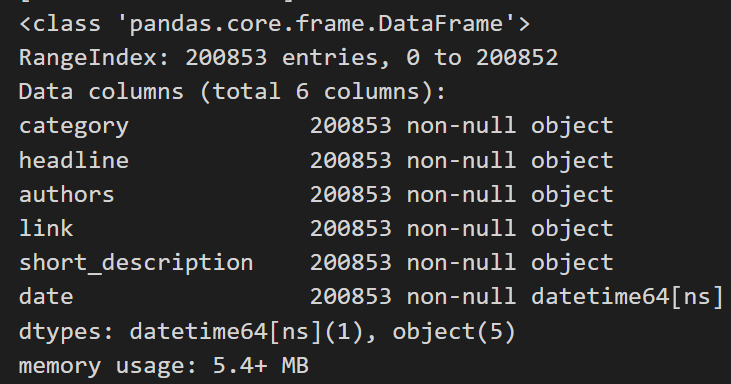 <class 'pandas.core.frame.DataFrame'>
RangeIndex: 200853 entries, 0 to 200852
Data columns (total 6 columns):
category             200853 non-null object
headline             200853 non-null object
authors              200853 non-null object
link                 200853 non-null object
short_description    200853 non-null object
date                 200853 non-null datetime64[ns]
dtypes: datetime64[ns](1), object(5)
memory usage: 5.4+ MB